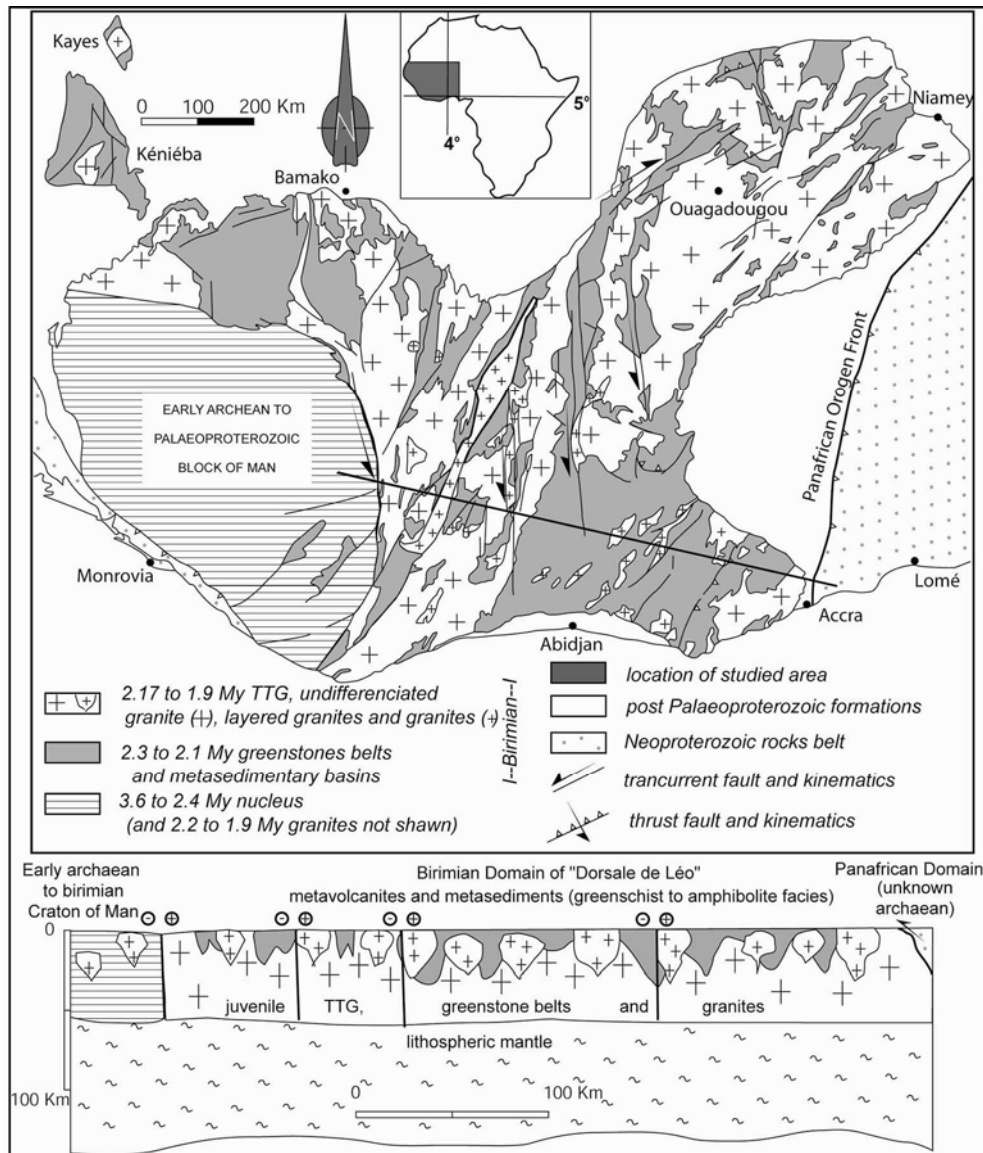 Kayes
0 100 200 Km
Kéniéba
Bamako
5°
4°
Niamey
Ouagadougou
EARLY ARCHEAN TO
PALAEOPROTEROZOIC
BLOCK OF MAN
Panafrican Orogen Front
Monrovia
Abidjan
Accra
Lomé
2.17 to 1.9 My TTG, undifferenciated
granite (+), layered granites and granites (+)
2.3 to 2.1 My greenstones belts
and metasedimentary basins
3.6 to 2.4 My nucleus
(and 2.2 to 1.9 My granites not shawn)
I--Birimian--I
location of studied area
post Palaeoproterozoic formations
Neoproterozoic rocks belt
trancurrent fault and kinematics
thrust fault and kinematics
Early archaean
to birimian
Craton of Man
Birimian Domain of "Dorsale de Léo"
metavolcanites and metasediments (greenschist to amphibolite facies)
Panafrican Domain
(unknown
archaean)
0
juvenile TTG, greenstone belts and granites
lithospheric mantle
100 Km
0 100 Km